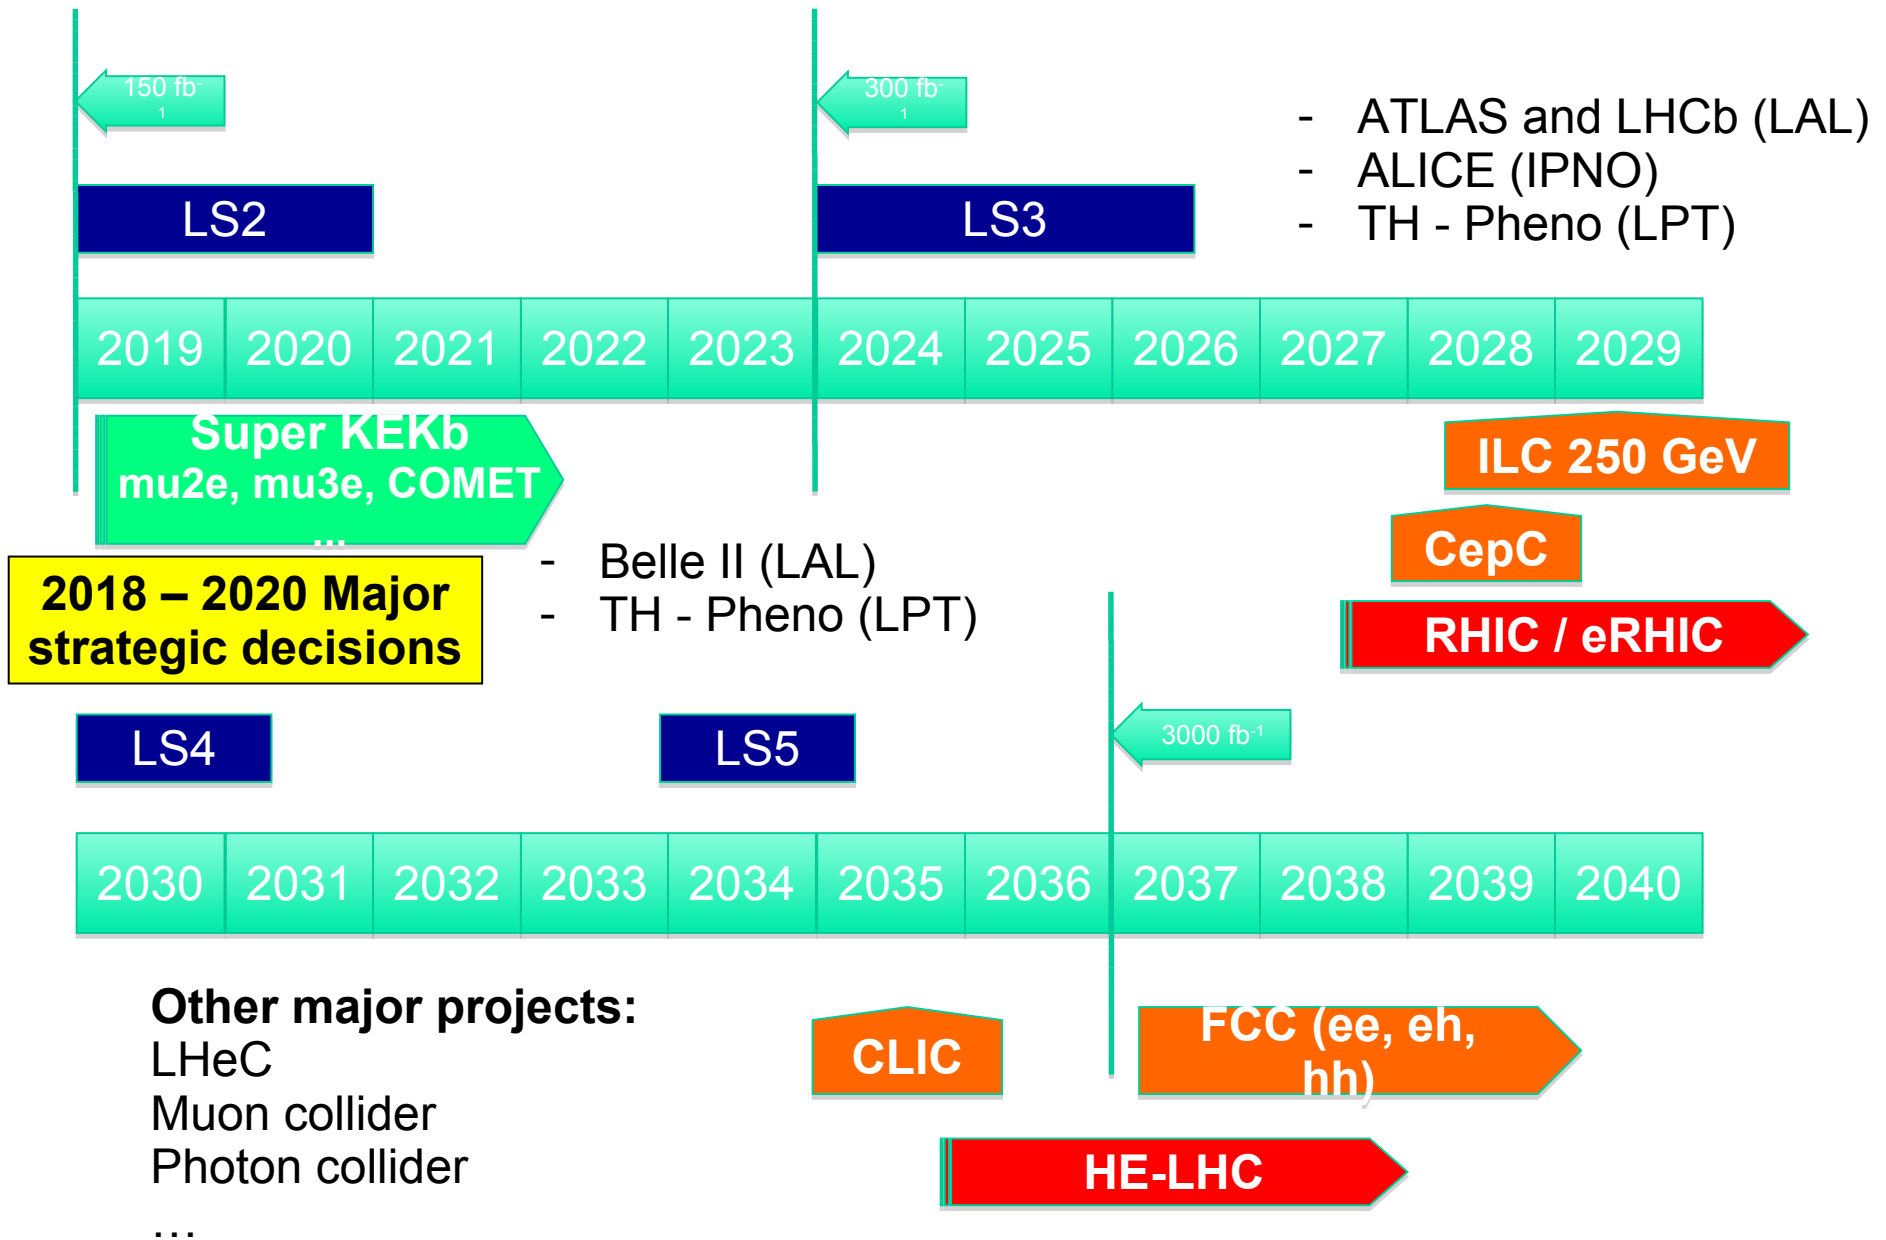 150 fb-
1
300 fb-
1
- ATLAS and LHCb (LAL)
- ALICE (IPNO)
- TH - Pheno (LPT)
LS2
LS3
2019 2020 2021 2022 2023 2024 2025 2026 2027 2028 2029
Super KEKb
mu2e, mu3e, COMET
...
ILC 250 GeV
CepC
RHIC / eRHIC
2018 – 2020 Major
strategic decisions
- Belle II (LAL)
- TH - Pheno (LPT)
LS4
LS5
3000 fb-1
2030 2031 2032 2033 2034 2035 2036 2037 2038 2039 2040
Other major projects:
LHeC
Muon collider
Photon collider
...
CLIC
FCC (ee, eh,
hh)
HE-LHC